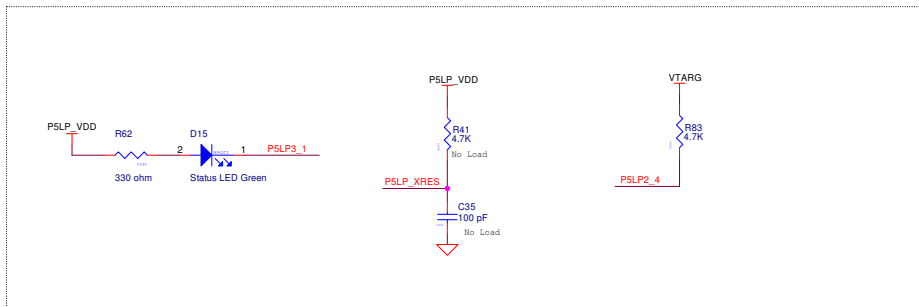 P5LP_VDD
R62
330 ohm
D15
2
1
P5LP3_1
Status LED Green
P5LP_VDD
R41
4.7K
No Load
P5LP_XRES
C35
100 pF
No Load
VTARG
R83
4.7K
P5LP2_4